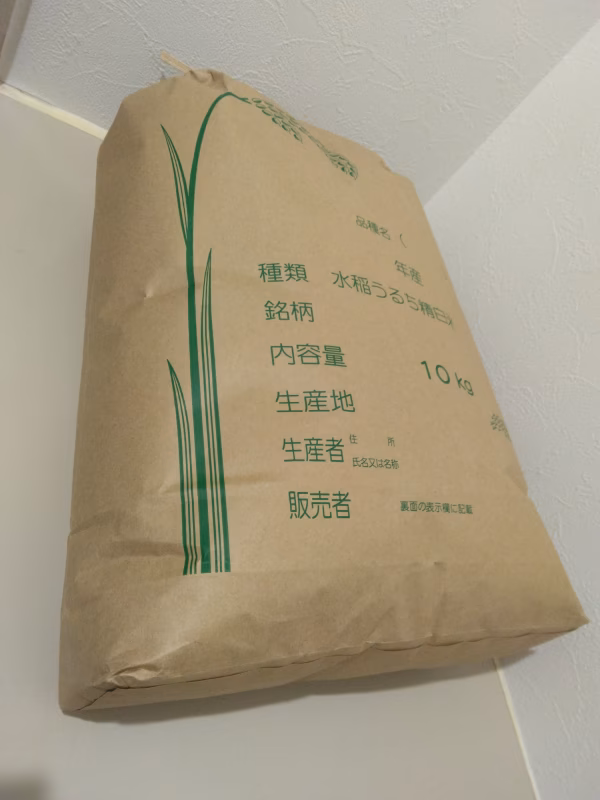 品種名（
年産
種類 水稲うるち精白
銘柄
内容量 10kg
生産地
生産者 住所
氏名又は名称
販売者 裏面の表示欄に記載